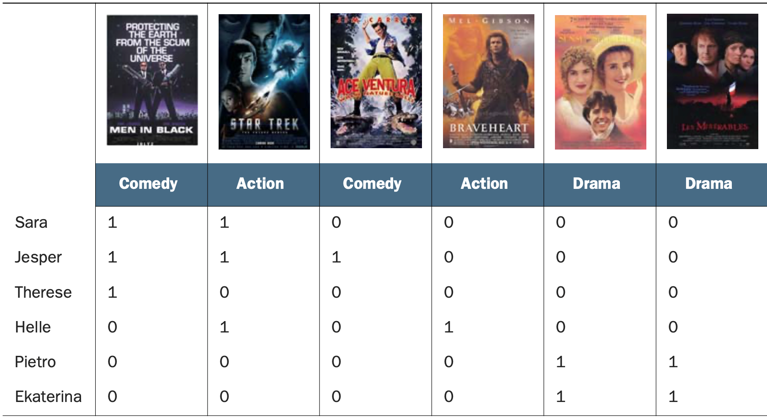 PROTECTING
THE EARTH
FROM THE SCUM
OF THE
UNIVERSE
MEN IN BLACK
STAR TREK
JIM CARREY
ACE VENTURA
MEL GIBSON
BRAVEHEART
LES MISÉRABLES
Comedy Action Comedy Action Drama Drama
Sara 1 1 0 0 0 0
Jesper 1 1 1 0 0 0
Therese 1 0 0 0 0 0
Helle 0 1 0 1 0 0
Pietro 0 0 0 0 1 1
Ekaterina 0 0 0 0 1 1